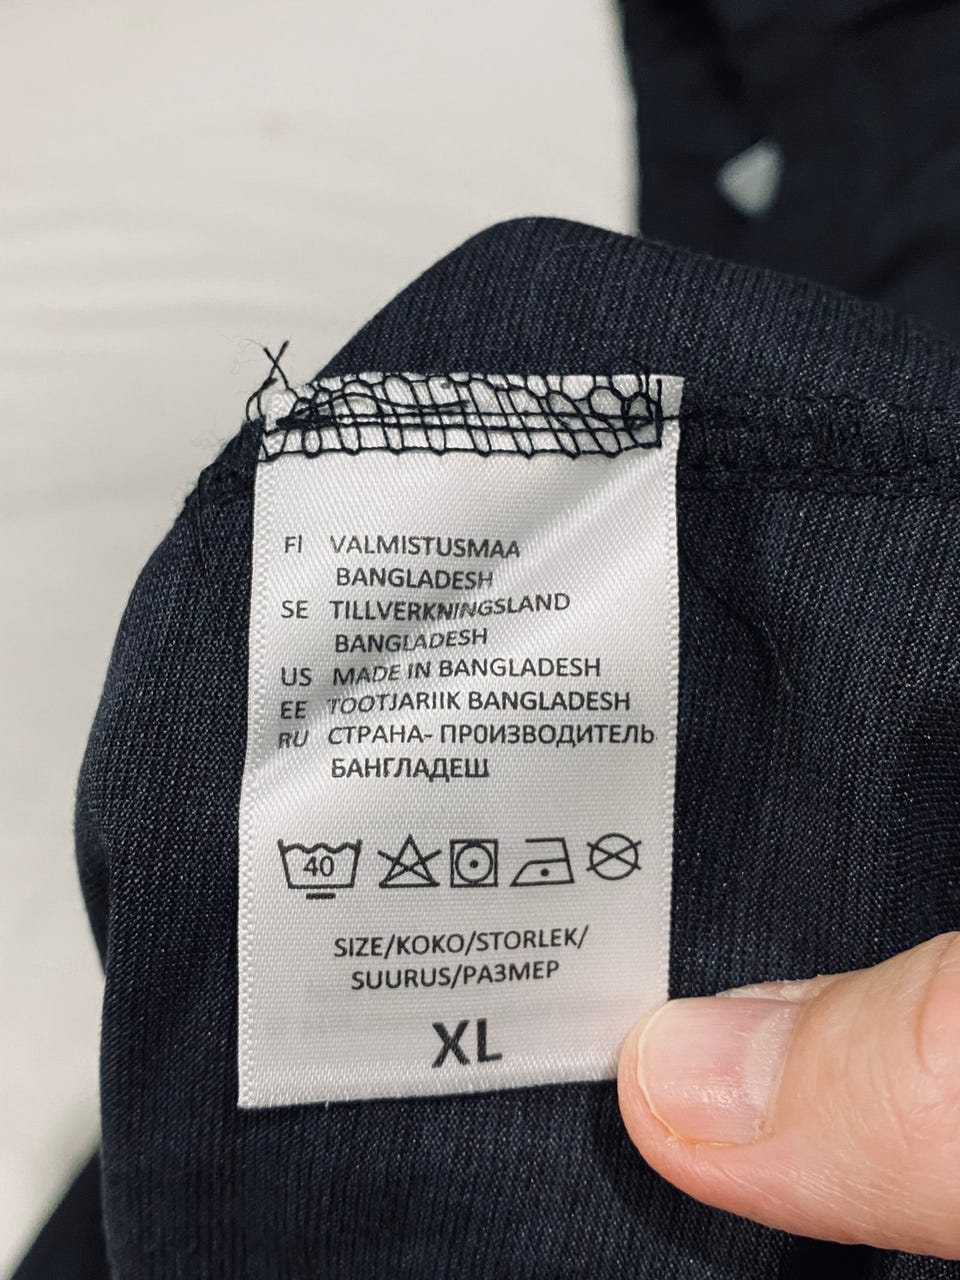 FI VALMISTUSMAA
BANGLADESH
SE TILLVERKNINGSLAND
BANGLADESH
US MADE IN BANGLADESH
EE TOOTJARIIK BANGLADESH
RU СТРАНА- ПРОИЗВОДИТЕЛЬ
БАНГЛАДЕШ
40
SIZE/KOKO/STORLEK/
SUURUS/РАЗМЕР
XL